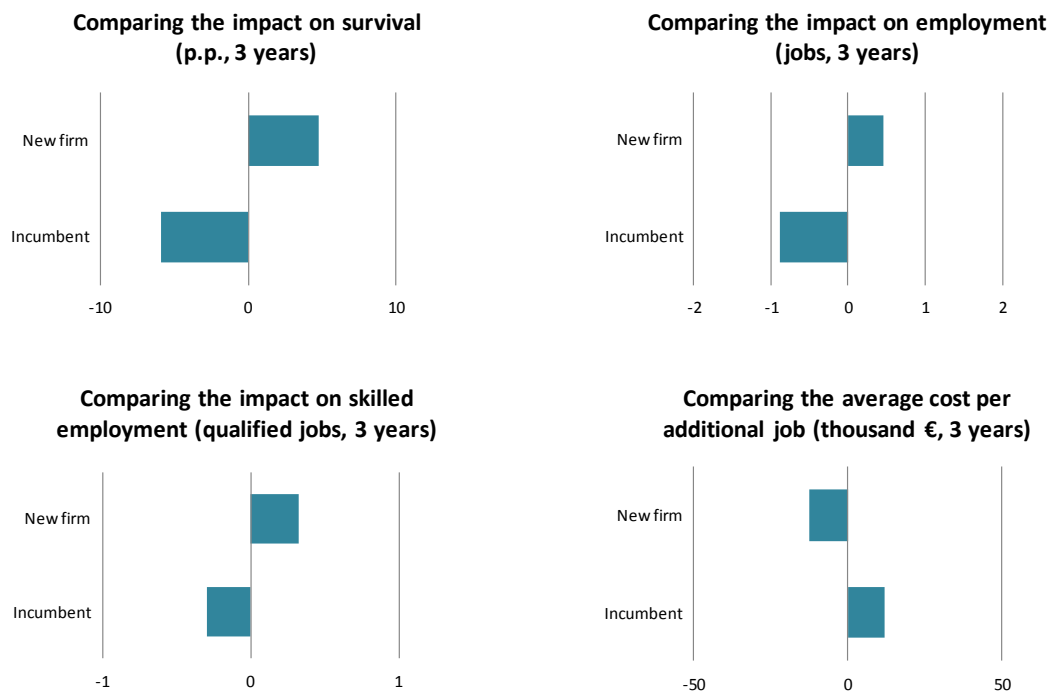 Comparing the impact on survival
(p.p., 3 years)
New firm
Incumbent
-10 0 10
Comparing the impact on employment
(jobs, 3 years)
New firm
Incumbent
-2 -1 0 1 2
Comparing the impact on skilled
employment (qualified jobs, 3 years)
New firm
Incumbent
-1 0 1
Comparing the average cost per
additional job (thousand €, 3 years)
New firm
Incumbent
-50 0 50